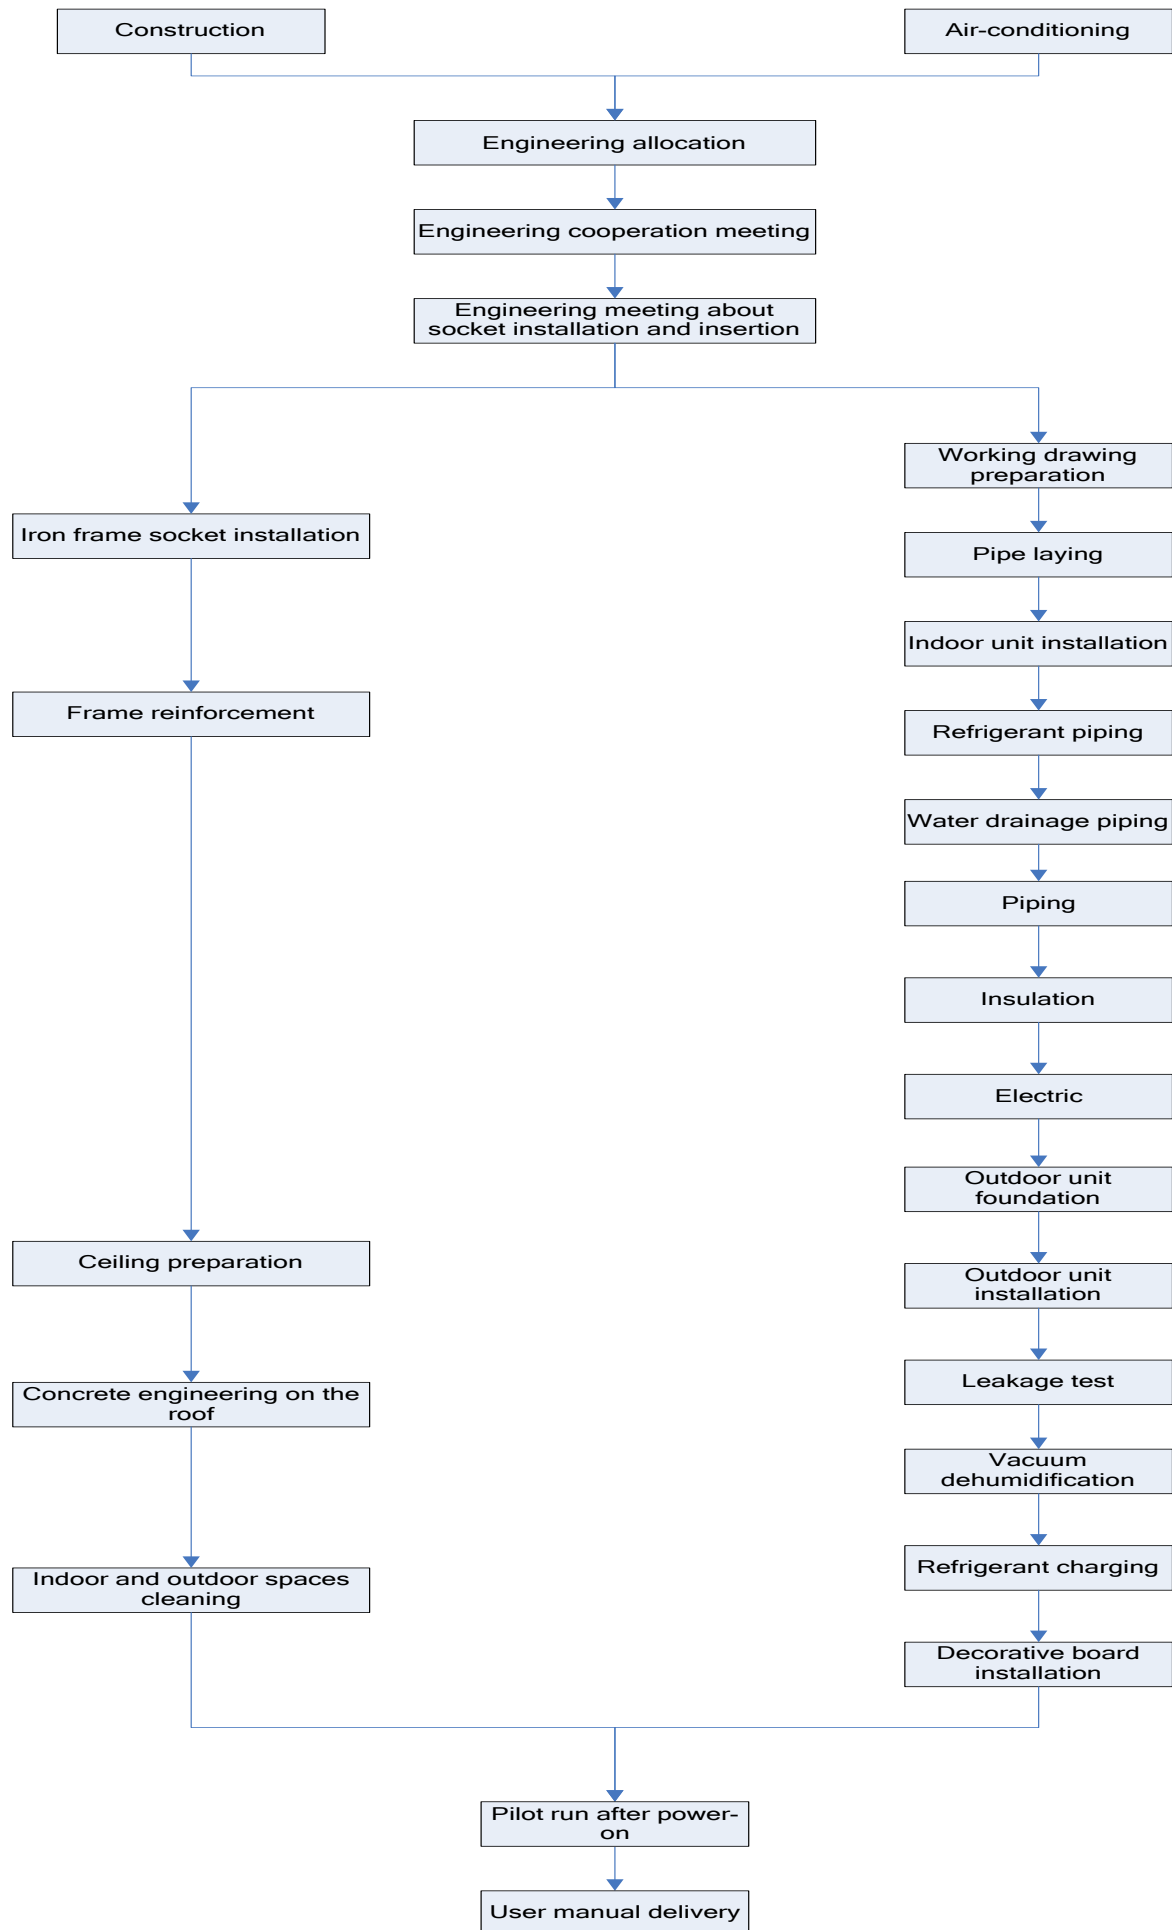 Construction
Air-conditioning
Engineering allocation
Engineering cooperation meeting
Engineering meeting about
socket installation and insertion
Working drawing
preparation
Iron frame socket installation
Pipe laying
Indoor unit installation
Frame reinforcement
Refrigerant piping
Water drainage piping
Piping
Insulation
Electric
Outdoor unit
foundation
Ceiling preparation
Outdoor unit
installation
Leakage test
Concrete engineering on the
roof
Vacuum
dehumidification
Refrigerant charging
Indoor and outdoor spaces
cleaning
Decorative board
installation
Pilot run after power-
on
User manual delivery